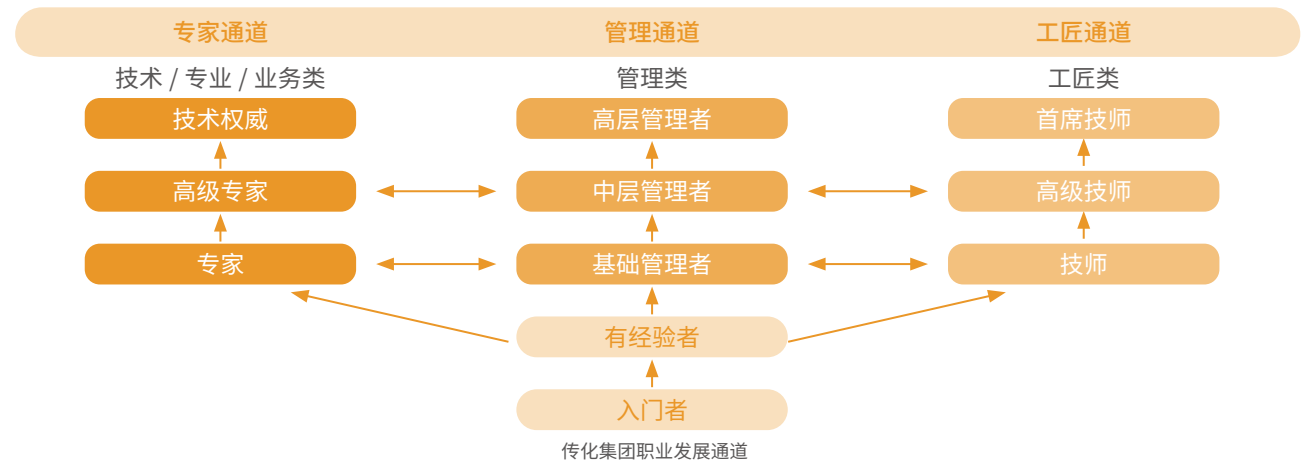 专家通道 管理通道 工匠通道
技术 / 专业 / 业务类 管理类 工匠类
技术权威 高层管理者 首席技师
高级专家 中层管理者 高级技师
专家 基础管理者 技师
有经验者
入门者
传化集团职业发展通道